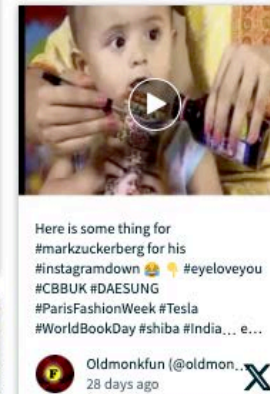 Here is some thing for
#markzuckerberg for his
#instagramdown 😂 👇 #eyeloveyou
#CBBUK #DAESUNG
#ParisFashionWeek #Tesla
#WorldBookDay #shiba #India… e…
F
Oldmonkfun (@oldmon…
28 days ago